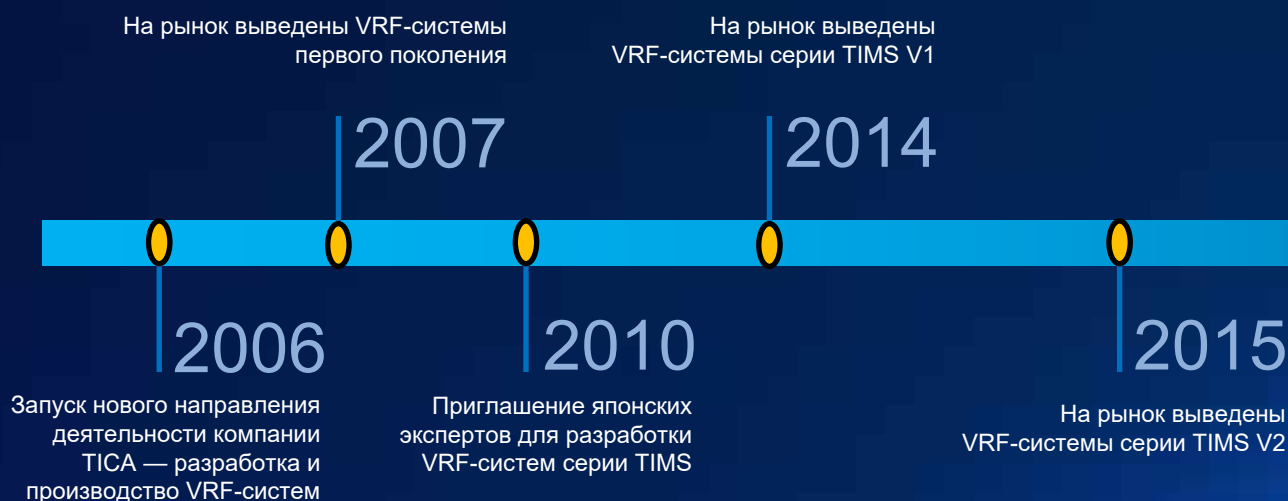 На рынок выведены VRF-системы
первого поколения
2007
На рынок выведены
VRF-системы серии TIMS V1
2014
2006
Запуск нового направления
деятельности компании
TICA — разработка и
производство VRF-систем
2010
Приглашение японских
экспертов для разработки
VRF-систем серии TIMS
2015
На рынок выведены
VRF-системы серии TIMS V2